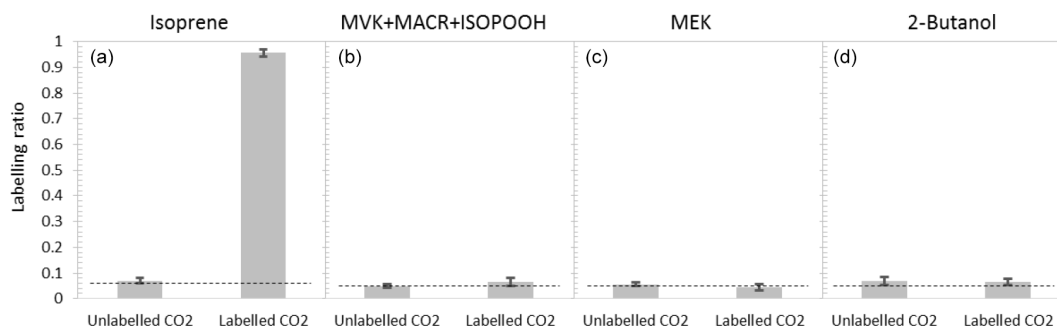 Isoprene
MVK+MACR+ISOPOOH
MEK
2-Butanol
Labelling ratio
1
0.9
0.8
0.7
0.6
0.5
0.4
0.3
0.2
0.1
0
(a)
(b)
(c)
(d)
Unlabelled CO2 Labelled CO2
Unlabelled CO2 Labelled CO2
Unlabelled CO2 Labelled CO2
Unlabelled CO2 Labelled CO2